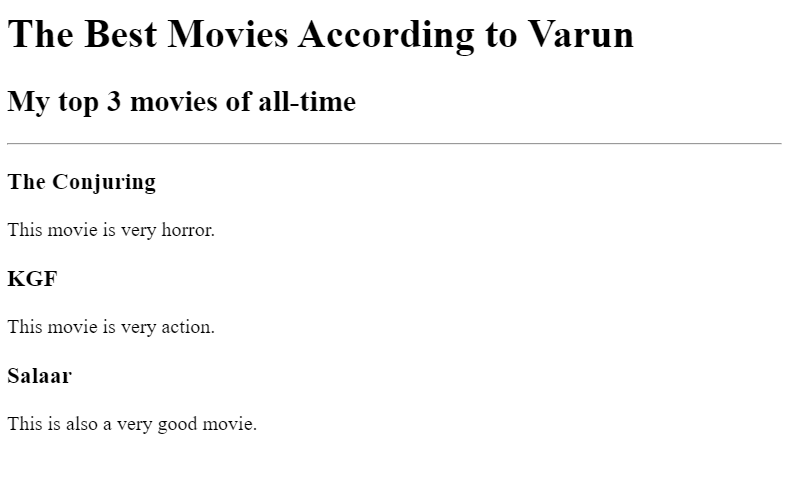 The Best Movies According to Varun
My top 3 movies of all-time
The Conjuring
This movie is very horror.
KGF
This movie is very action.
Salaar
This is also a very good movie.